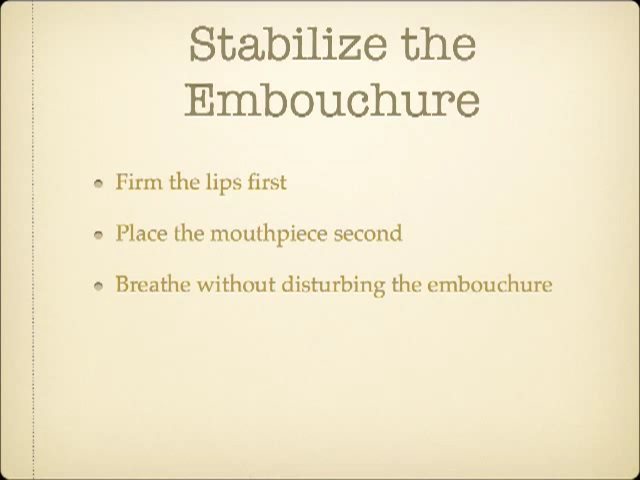 Stabilize the
Embouchure
Firm the lips first
Place the mouthpiece second
Breathe without disturbing the embouchure